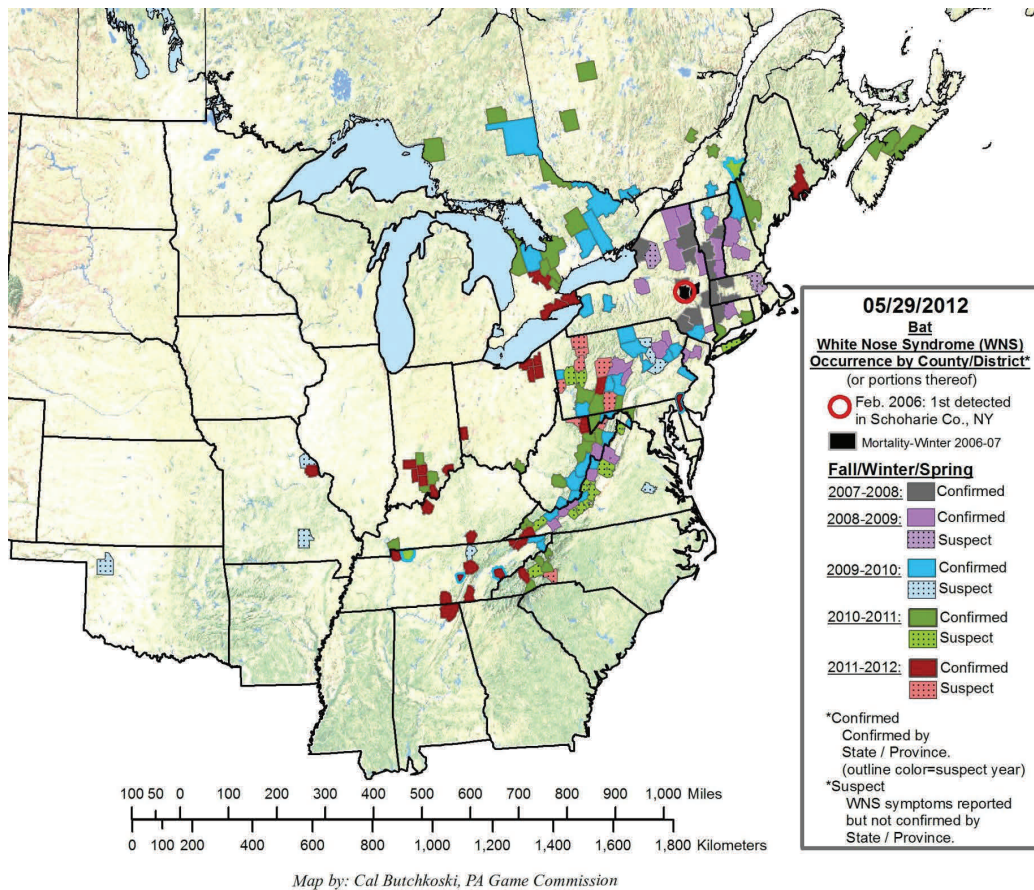 05/29/2012
Bat
White Nose Syndrome (WNS)
Occurrence by County/District*
(or portions thereof)
Feb. 2006: 1st detected
in Schoharie Co., NY
Mortality-Winter 2006-07
Fall/Winter/Spring
2007-2008: Confirmed
2008-2009: Confirmed
Suspect
2009-2010: Confirmed
Suspect
2010-2011: Confirmed
Suspect
2011-2012: Confirmed
Suspect
*Confirmed
Confirmed by
State / Province.
(outline color=suspect year)
*Suspect
WNS symptoms reported
but not confirmed by
State / Province.
100 50 0 100 200 300 400 500 600 700 800 900 1,000 Miles
0 100 200 400 600 800 1,000 1,200 1,400 1,600 1,800 Kilometers
Map by: Cal Butchkoski, PA Game Commission